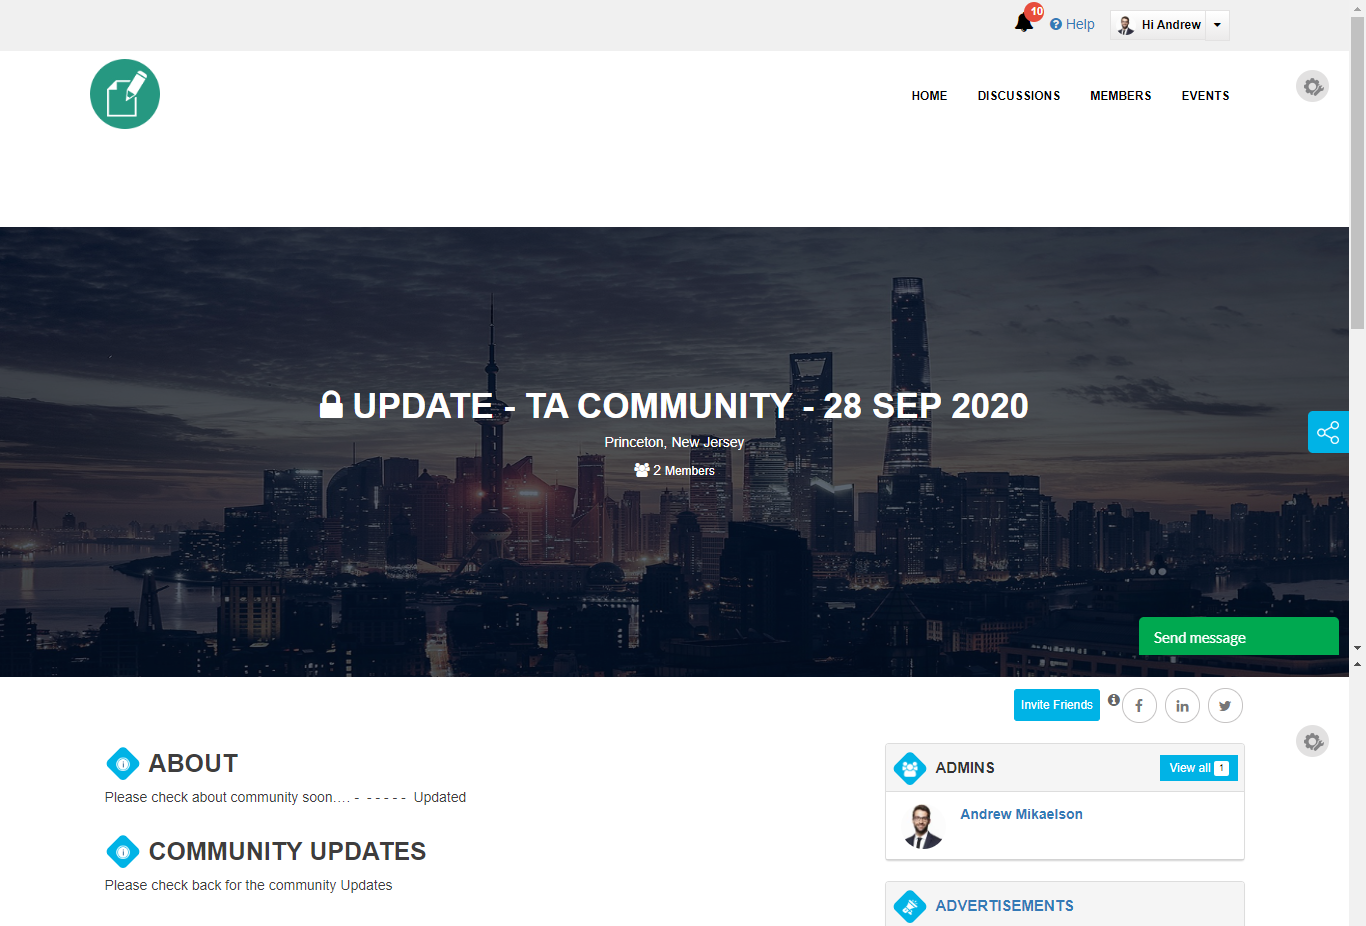 10
Help
Hi Andrew
HOME DISCUSSIONS MEMBERS EVENTS
UPDATE - TA COMMUNITY - 28 SEP 2020
Princeton, New Jersey
2 Members
Send message
Invite Friends
ABOUT
Please check about community soon.... - - - - - - Updated
COMMUNITY UPDATES
Please check back for the community Updates
ADMINS
View all 1
Andrew Mikaelson
ADVERTISEMENTS